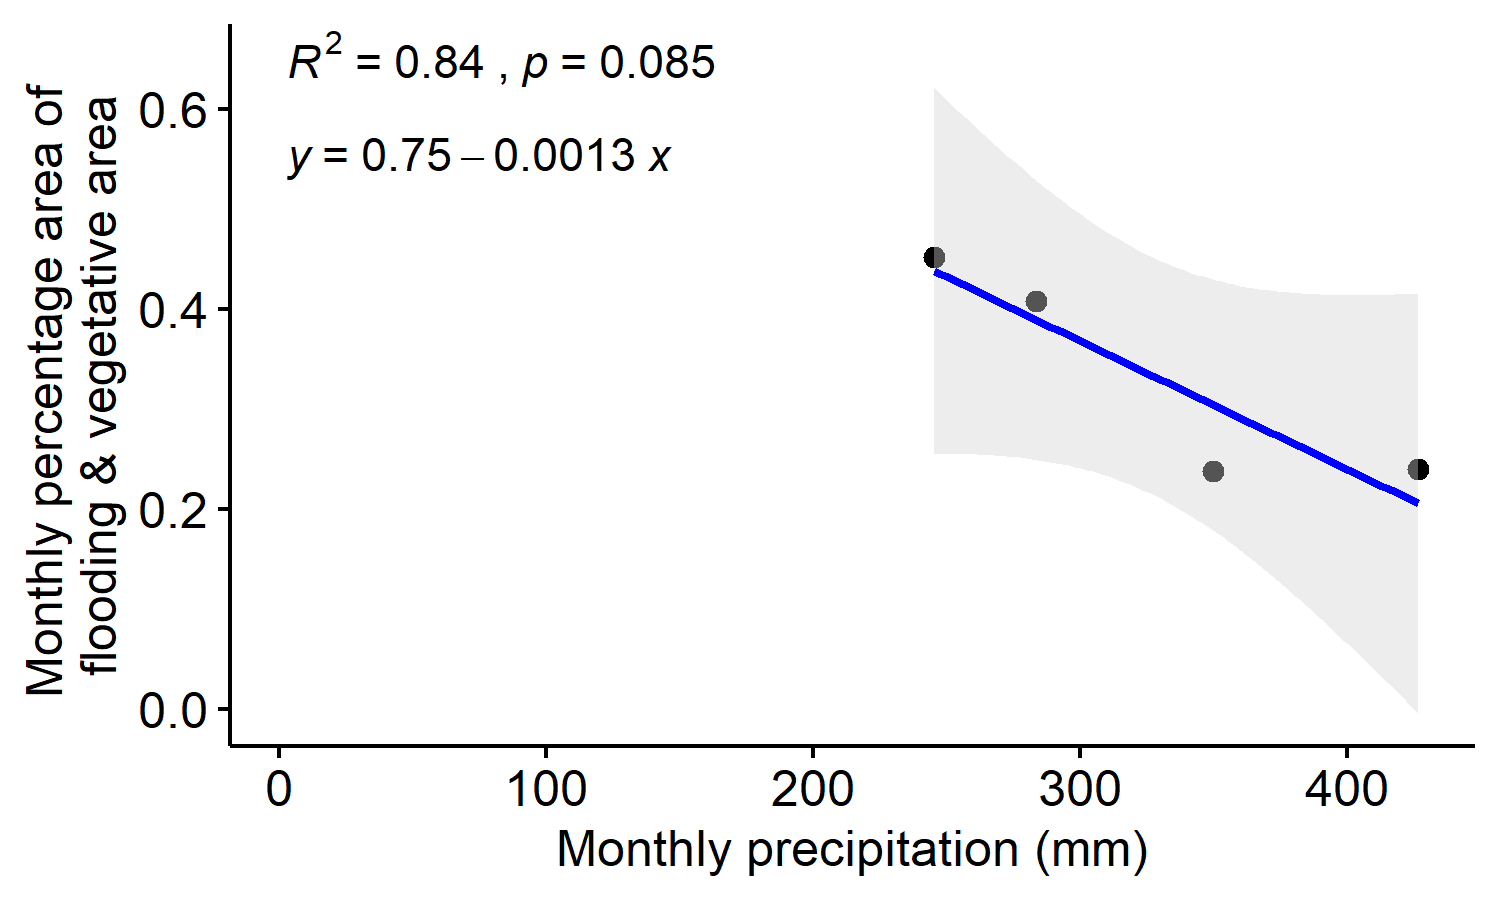 R² = 0.84 , p = 0.085
y = 0.75 – 0.0013 x
Monthly percentage area of
flooding & vegetative area
0.6
0.4
0.2
0.0
0 100 200 300 400
Monthly precipitation (mm)